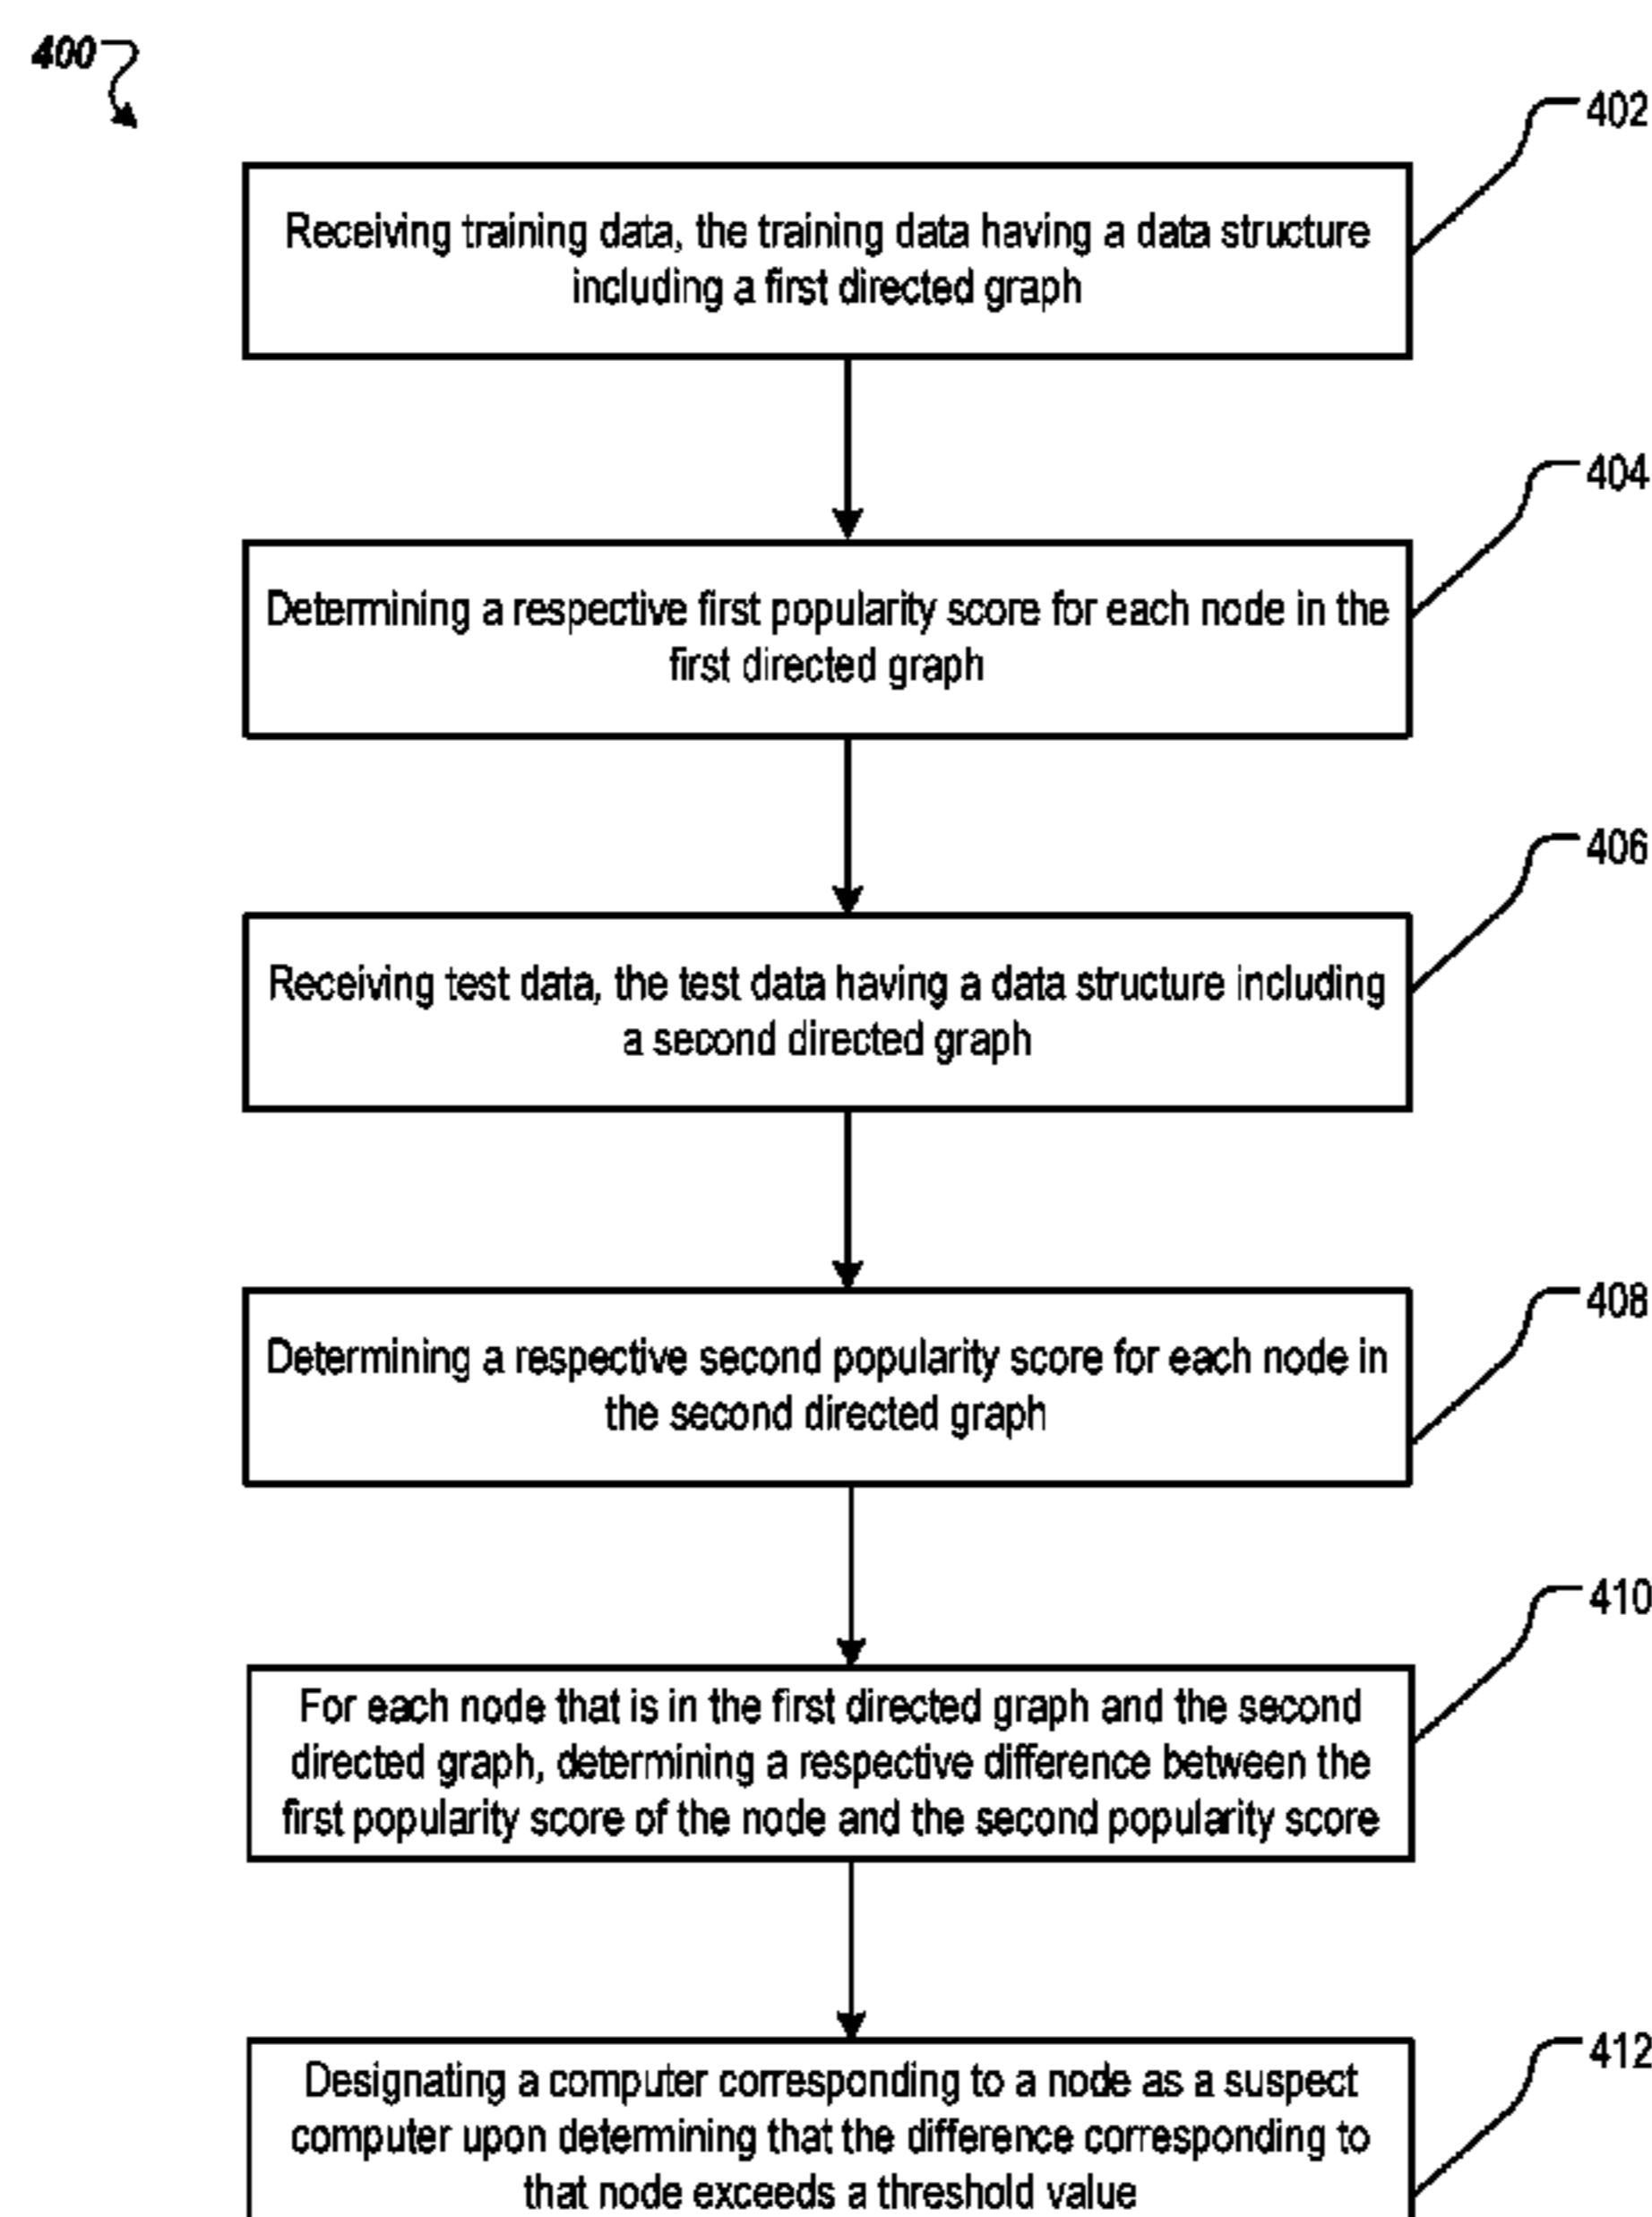 400
402
Receiving training data, the training data having a data structure
including a first directed graph
404
Determining a respective first popularity score for each node in the
first directed graph
406
Receiving test data, the test data having a data structure including
a second directed graph
408
Determining a respective second popularity score for each node in
the second directed graph
410
For each node that is in the first directed graph and the second
directed graph, determining a respective difference between the
first popularity score of the node and the second popularity score
412
Designating a computer corresponding to a node as a suspect
computer upon determining that the difference corresponding to
that node exceeds a threshold value